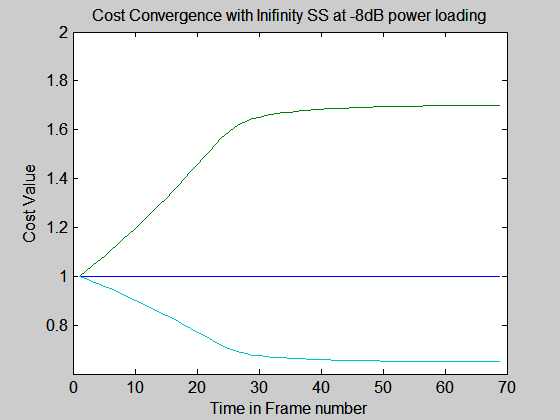 Cost Convergence with Inifinity SS at -8dB power loading
2
1.8
1.6
1.4
1.2
1
0.8
Cost Value
0 10 20 30 40 50 60 70
Time in Frame number